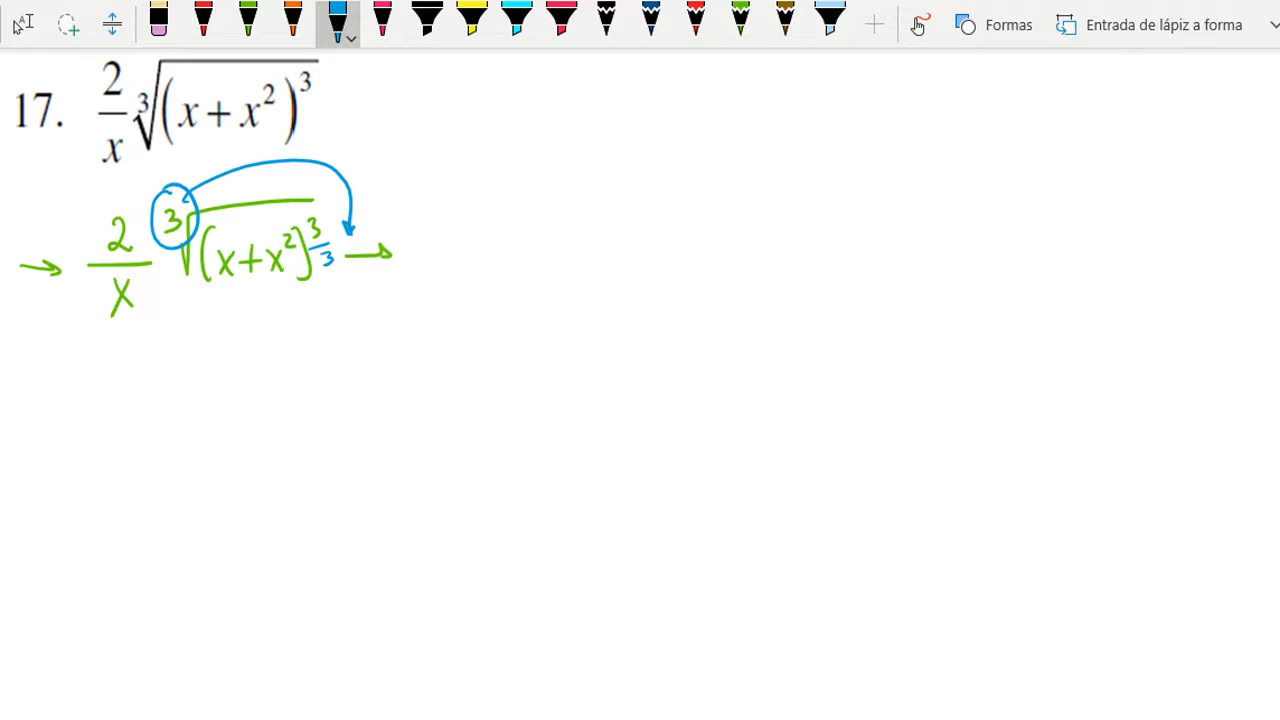 Formas Entrada de lápiz a forma
17. 2/x ∛(x+x²)³
→ 2/x ∛(x+x²]^3/3 →